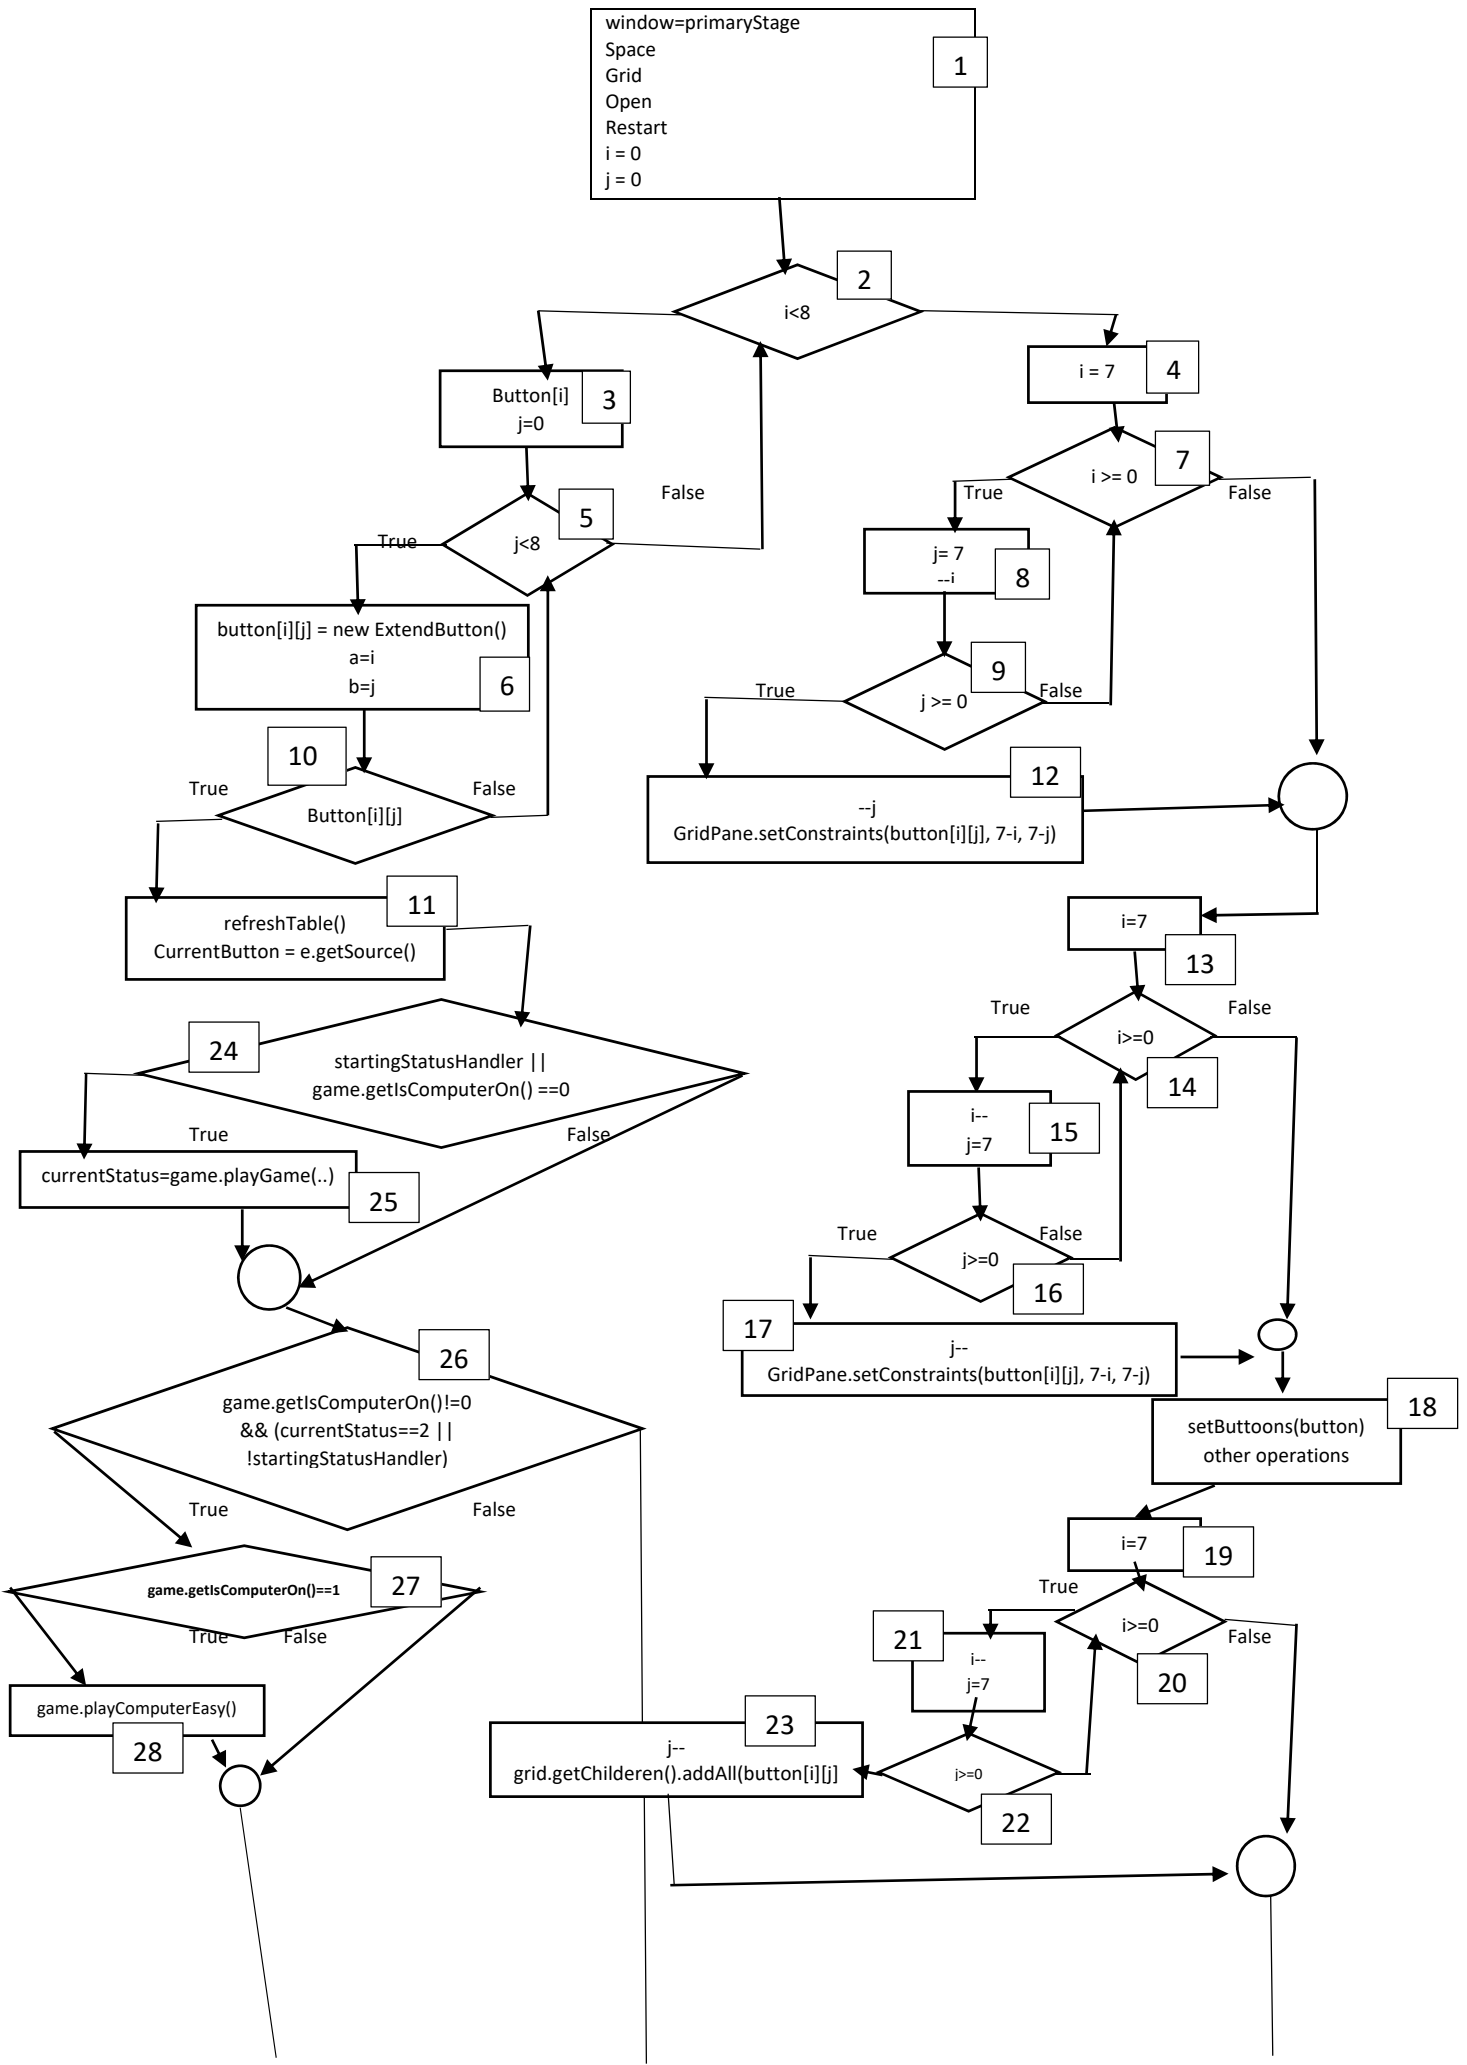 window=primaryStage
Space
Grid
Open
Restart
i = 0
j = 0
1
2
i<8
i = 7
4
Button[i]
j=0
3
7
i >= 0
True
False
False
5
j<8
True
j= 7
--i
8
button[i][j] = new ExtendButton()
a=i
b=j
6
9
j >= 0
True
False
10
True
False
Button[i][j]
12
--j
GridPane.setConstraints(button[i][j], 7-i, 7-j)
11
refreshTable()
CurrentButton = e.getSource()
i=7
13
True
False
i>=0
14
24
startingStatusHandler ||
game.getIsComputerOn() ==0
True
False
i--
j=7
15
currentStatus=game.playGame(..)
25
True
False
j>=0
16
17
j--
GridPane.setConstraints(button[i][j], 7-i, 7-j)
26
game.getIsComputerOn()!=0
&& (currentStatus==2 ||
!startingStatusHandler)
True
False
18
setButtoons(button)
other operations
i=7
19
27
game.getIsComputerOn()==1
True
False
True
i>=0
False
20
21
i--
j=7
game.playComputerEasy()
28
23
j--
grid.getChilderen().addAll(button[i][j]
j>=0
22